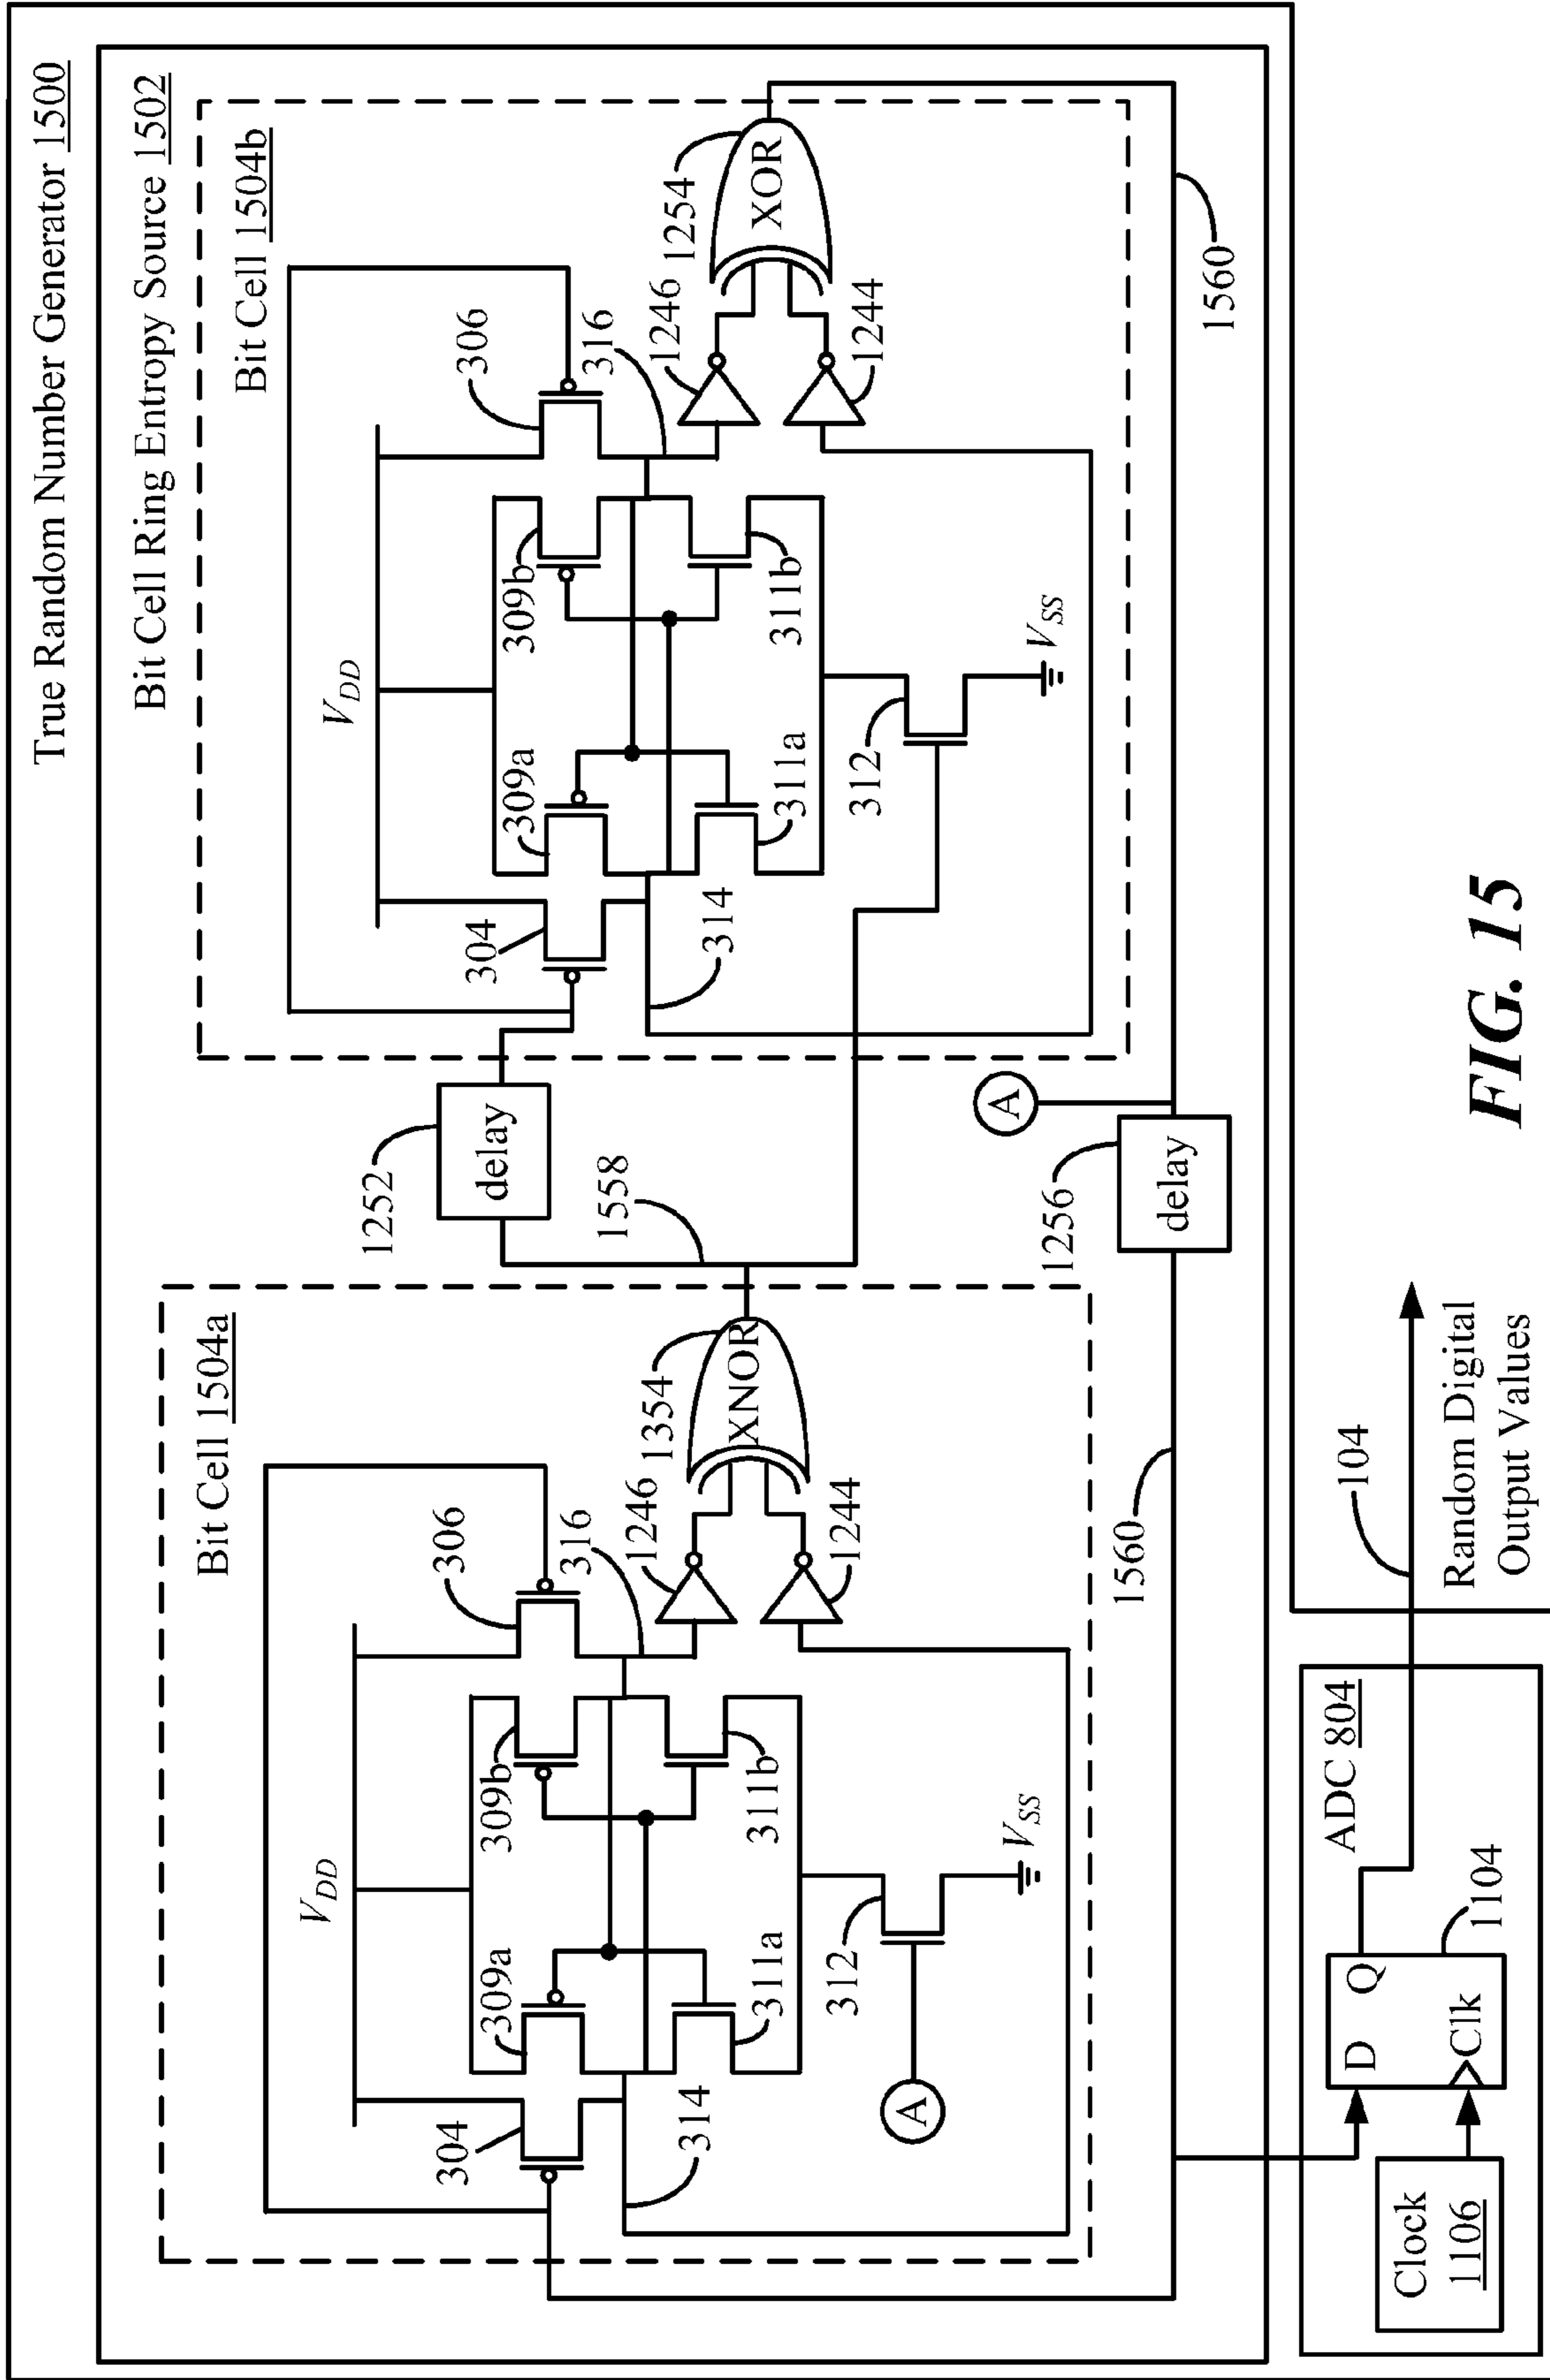 True Random Number Generator 1500
Bit Cell Ring Entropy Source 1502
Bit Cell 1504a
V_DD
304
306
309a
309b
316
314
311a
311b
312
V_SS
A
1246
1244
1354
XNOR
1252
delay
1558
Bit Cell 1504b
V_DD
304
306
309a
309b
316
314
311a
311b
312
V_SS
1246
1244
1254
XOR
A
1256
delay
1560
1560
ADC 804
Clock
1106
D
Q
Clk
1104
104
Random Digital
Output Values
FIG. 15